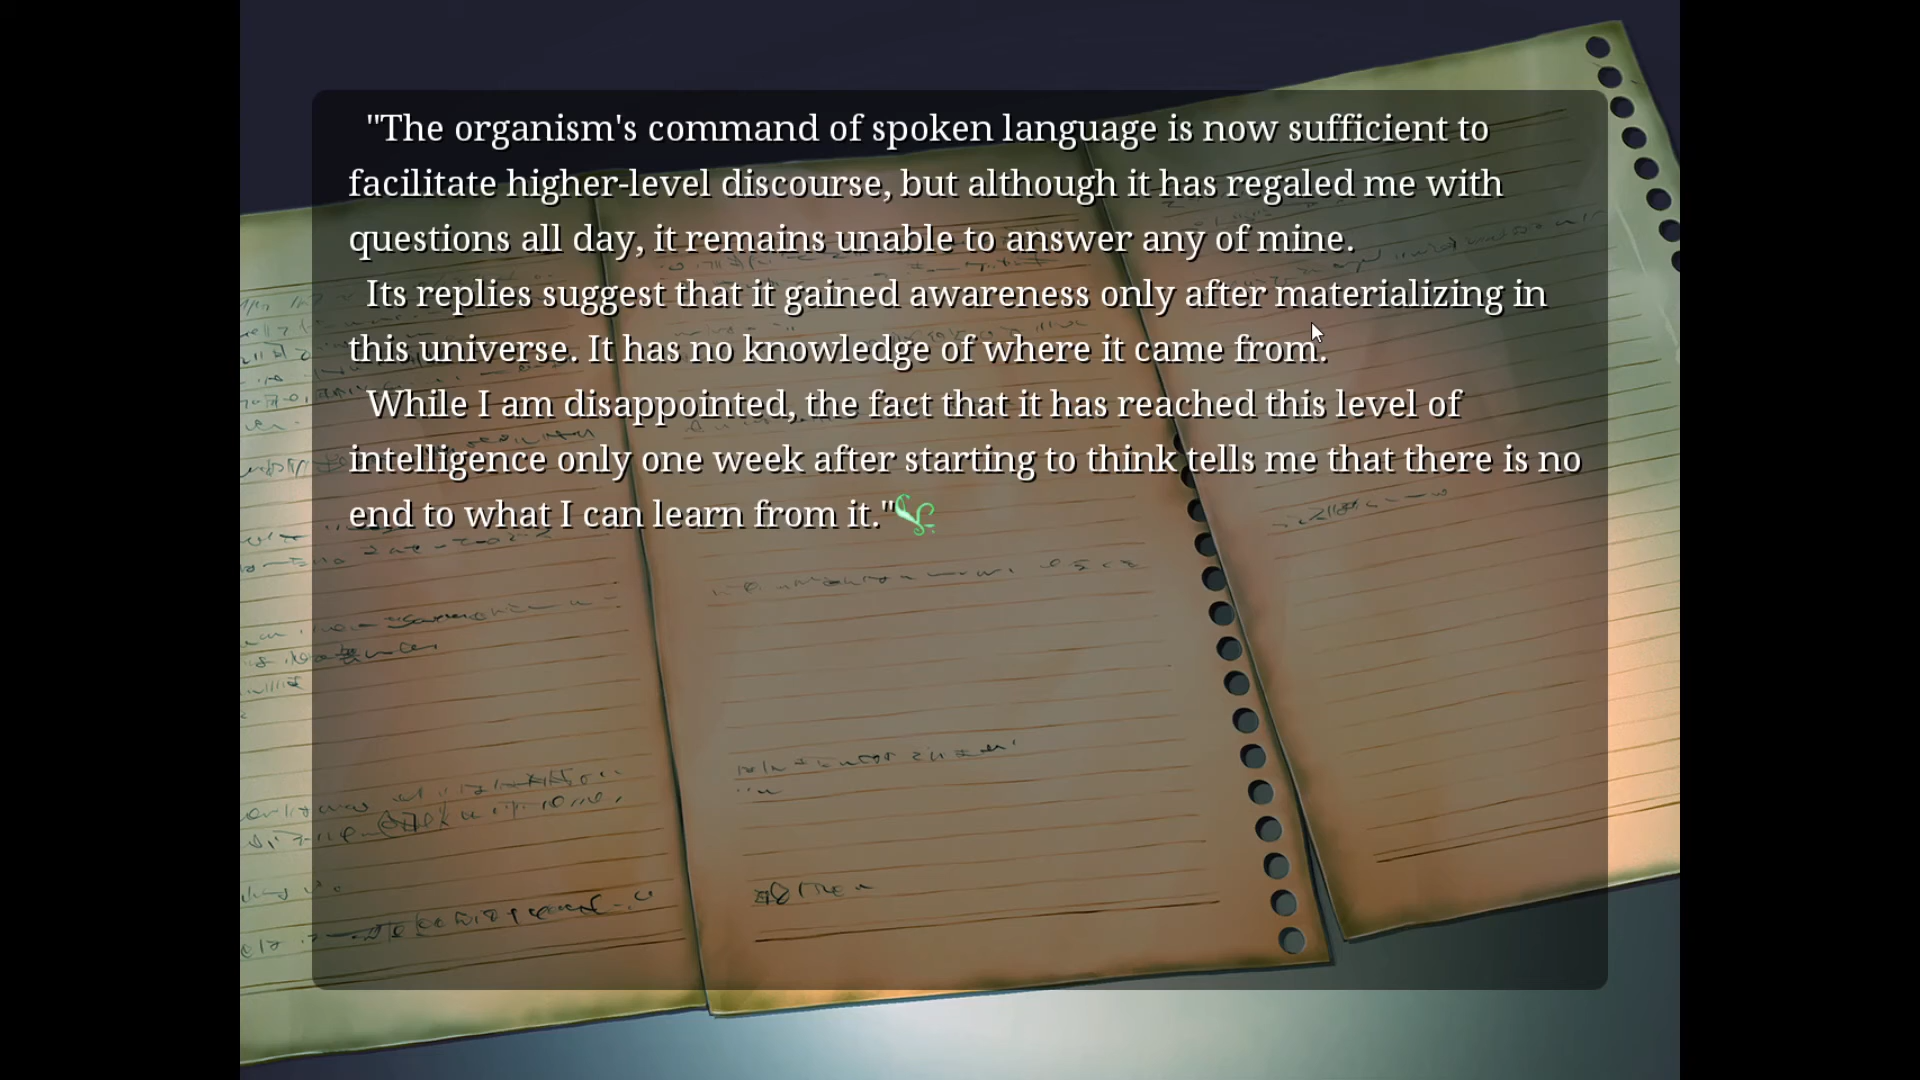 "The organism's command of spoken language is now sufficient to
facilitate higher-level discourse, but although it has regaled me with
questions all day, it remains unable to answer any of mine.
Its replies suggest that it gained awareness only after materializing in
this universe. It has no knowledge of where it came from.
While I am disappointed, the fact that it has reached this level of
intelligence only one week after starting to think tells me that there is no
end to what I can learn from it."